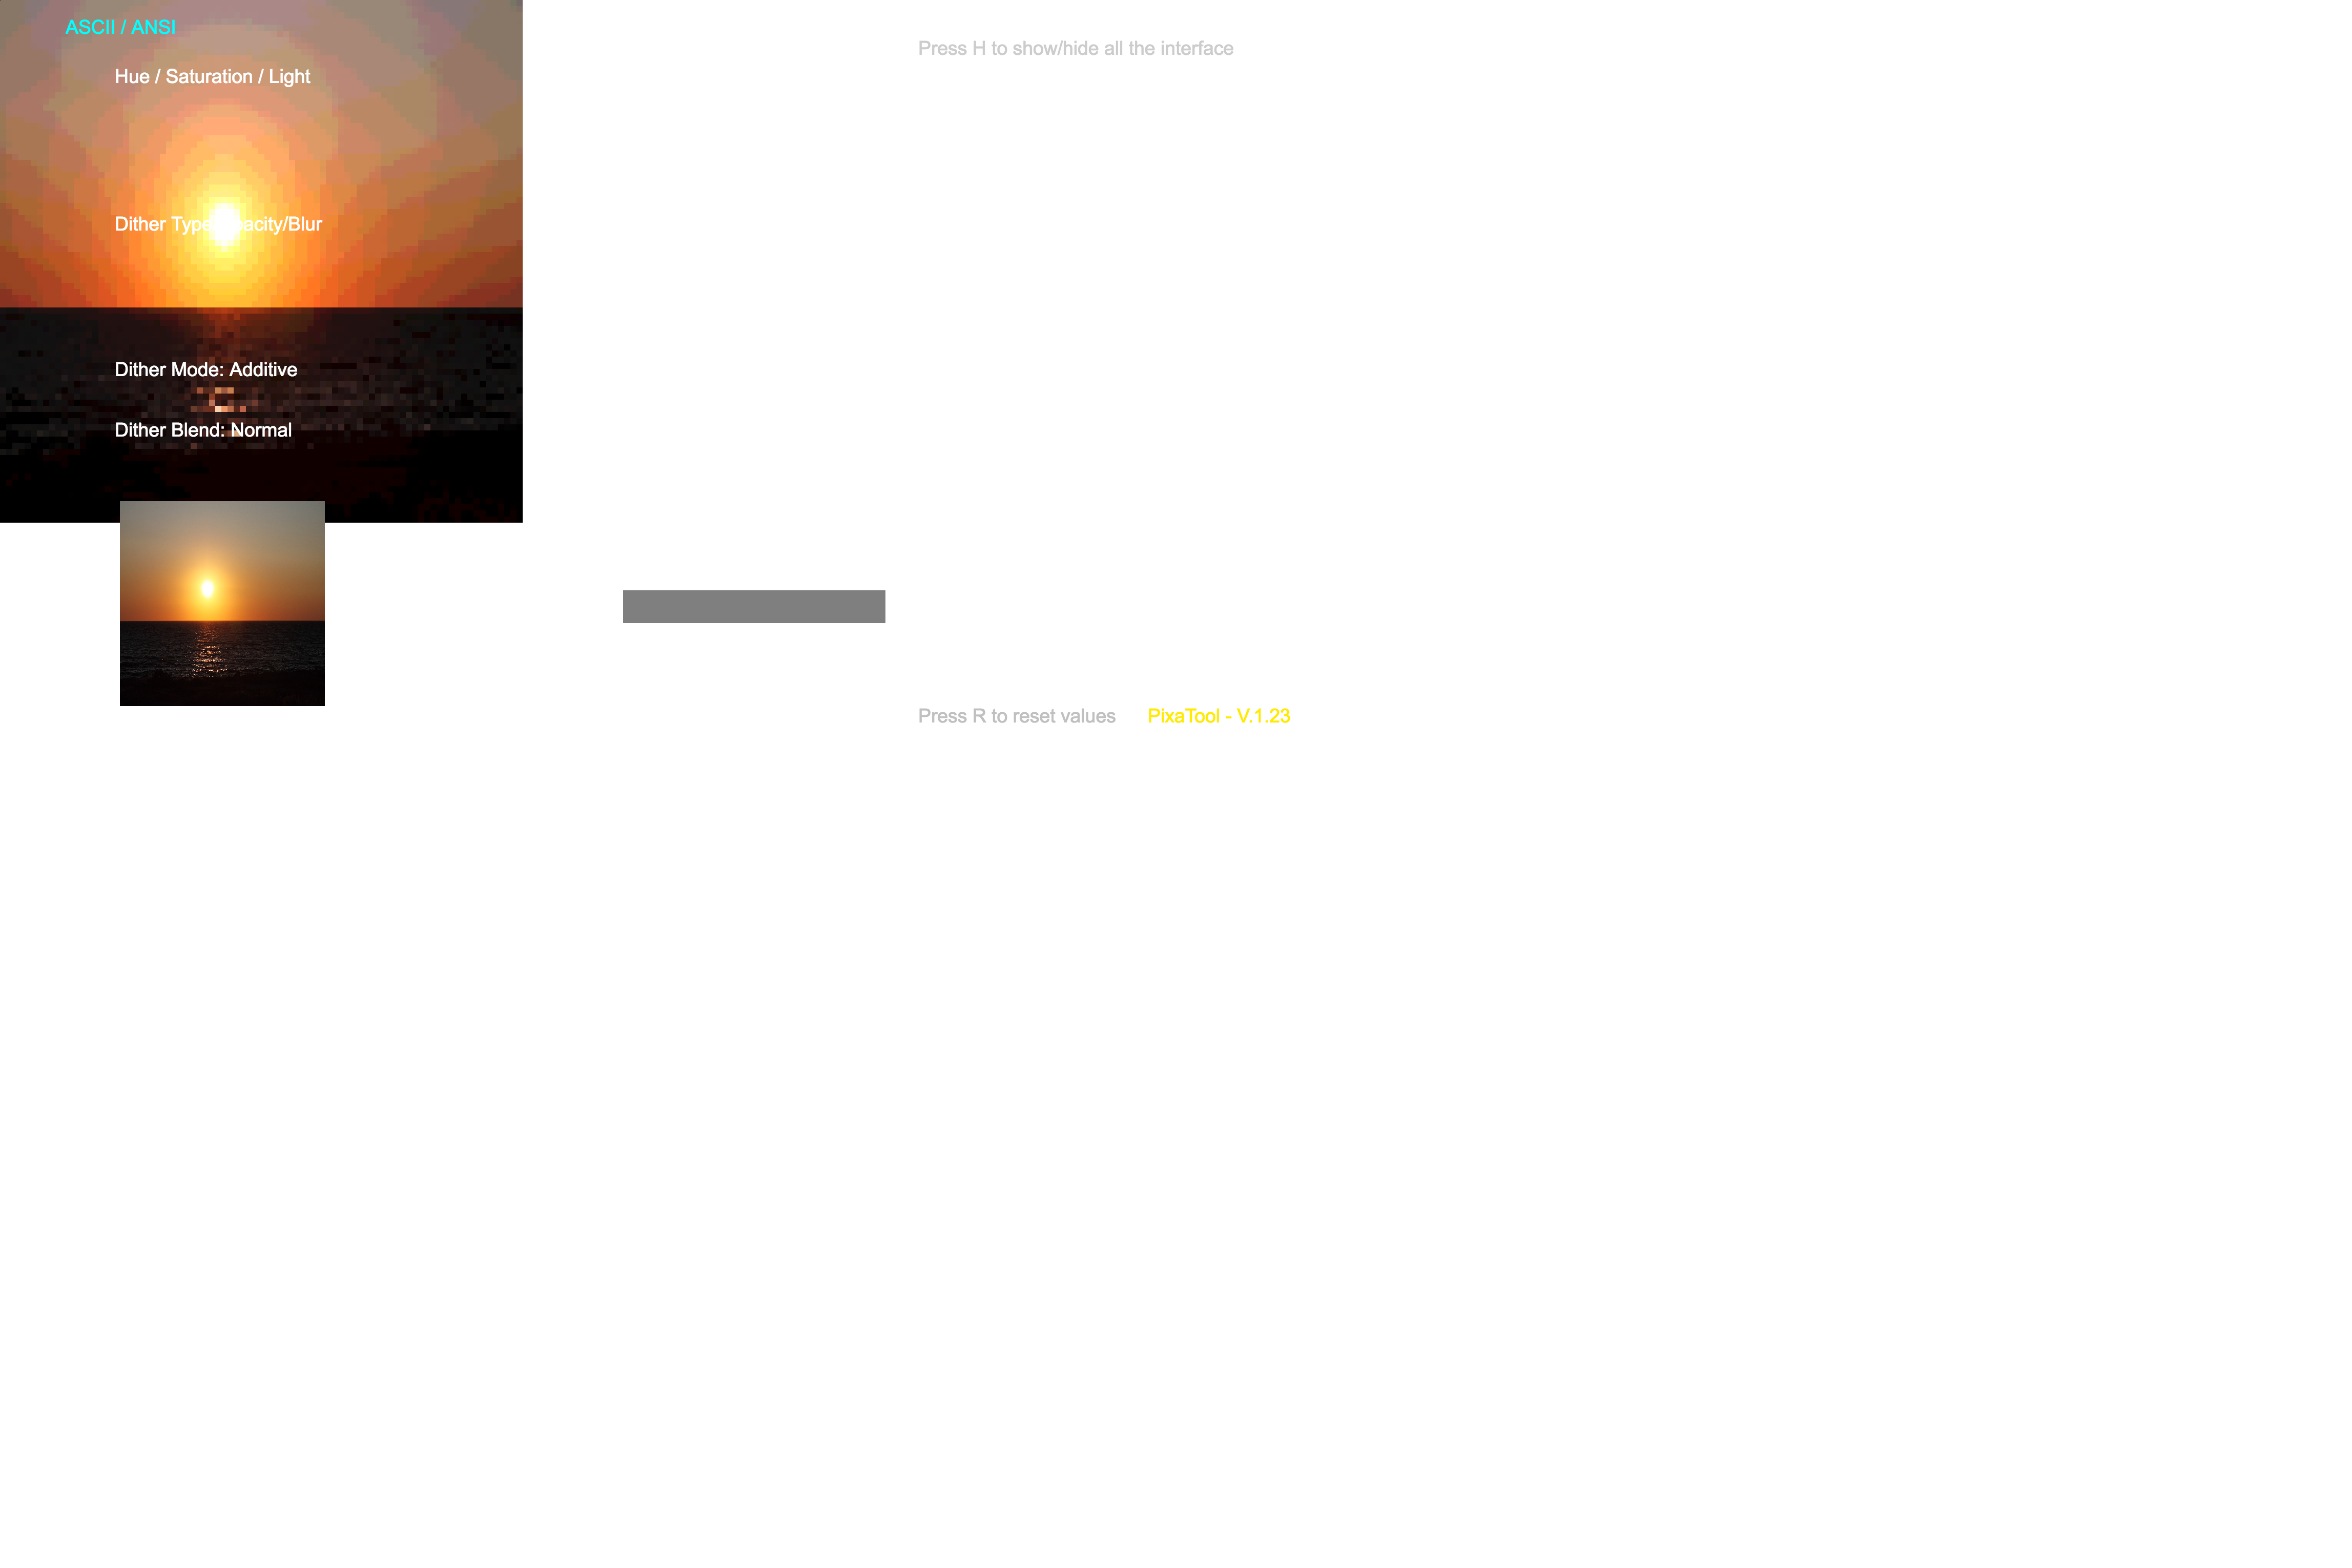 ASCII / ANSI
Press H to show/hide all the interface
Hue / Saturation / Light
Dither Type acity/Blur
Dither Mode: Additive
Dither Blend: Normal
Press R to reset values
PixaTool - V.1.23